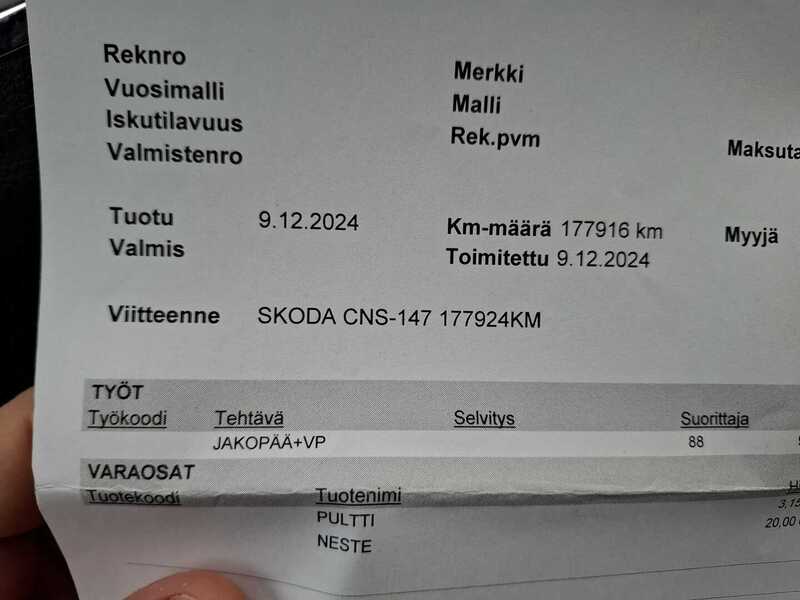 Reknro Merkki
Vuosimalli Malli
Iskutilavuus Rek.pvm
Valmistenro Maksuta
Tuotu 9.12.2024 Km-määrä 177916 km Myyjä
Valmis Toimitettu 9.12.2024
Viitteenne SKODA CNS-147 177924KM
TYÖT
Työkoodi Tehtävä Selvitys Suorittaja
JAKOPÄÄ+VP 88
VARAOSAT
Tuotekoodi Tuotenimi
PULTTI 3,15
NESTE 20,00